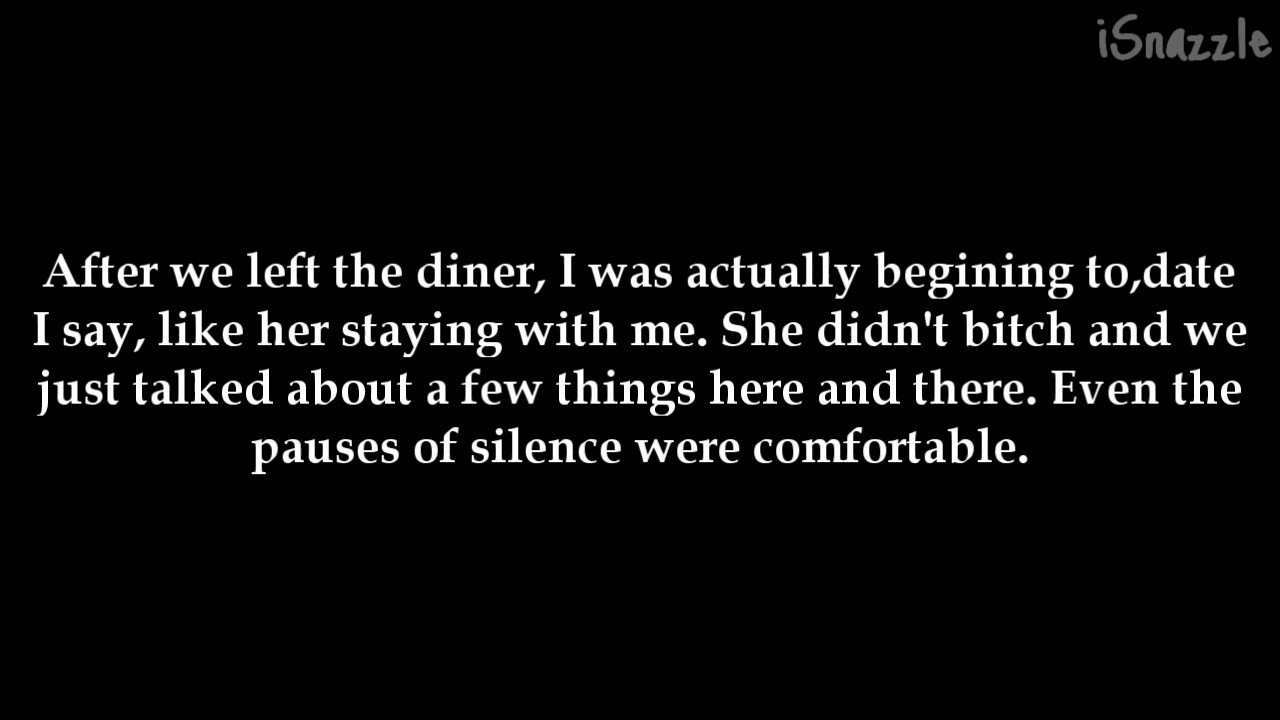 iSnazzle
After we left the diner, I was actually begining to,date
I say, like her staying with me. She didn't bitch and we
just talked about a few things here and there. Even the
pauses of silence were comfortable.